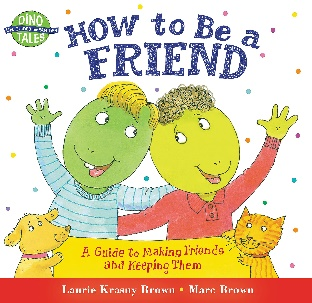 DINO
TALES
HOW to Be a
FRIEND
A Guide to Making Friends
and Keeping Them
Laurie Krasny Brown • Marc Brown